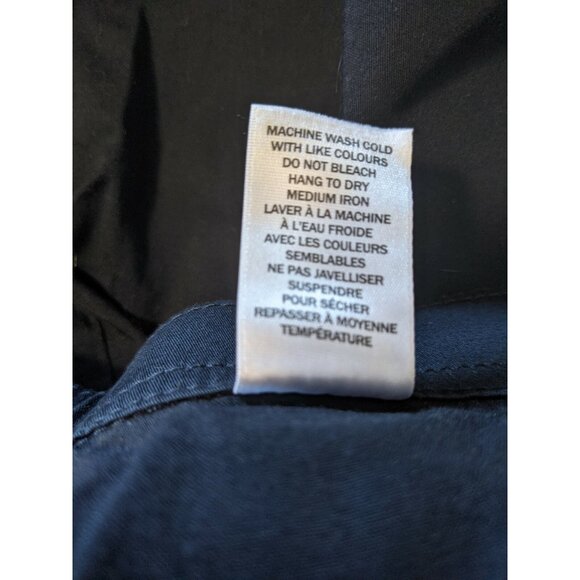 MACHINE WASH COLD
WITH LIKE COLOURS
DO NOT BLEACH
HANG TO DRY
MEDIUM IRON
LAVER À LA MACHINE
À L'EAU FROIDE
AVEC LES COULEURS
SEMBLABLES
NE PAS JAVELLISER
SUSPENDRE
POUR SÉCHER
REPASSER À MOYENNE
TEMPÉRATURE